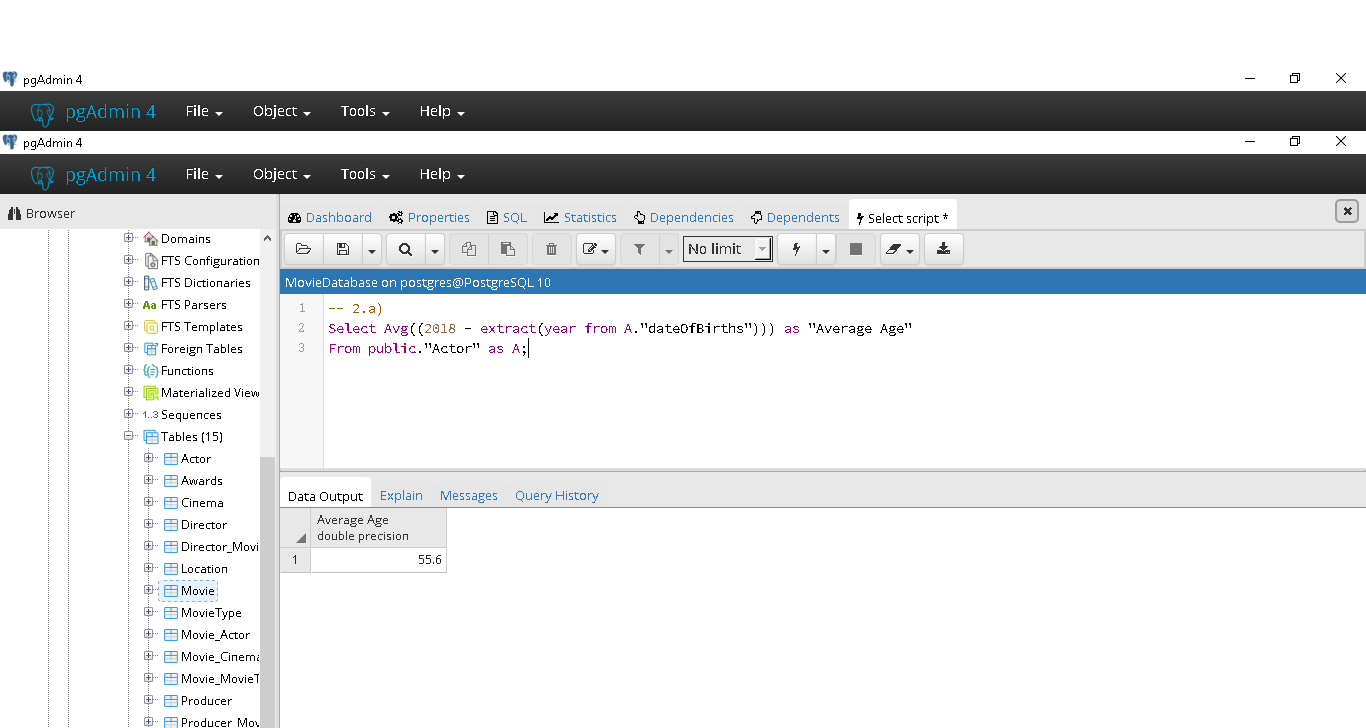 pgAdmin 4
pgAdmin 4 File Object Tools Help
pgAdmin 4
pgAdmin 4 File Object Tools Help
Browser
Dashboard Properties SQL Statistics Dependencies Dependents Select script *
No limit
MovieDatabase on postgres@PostgreSQL 10
Domains
FTS Configuration
FTS Dictionaries
Aa FTS Parsers
FTS Templates
Foreign Tables
Functions
Materialized View
1..3 Sequences
Tables (15)
Actor
Awards
Cinema
Director
Director_Movi
Location
Movie
MovieType
Movie_Actor
Movie_Cinema
Movie_MovieT
Producer
Producer_Mov
1 -- 2.a)
2 Select Avg((2018 - extract(year from A."dateOfBirths"))) as "Average Age"
3 From public."Actor" as A;
Data Output Explain Messages Query History
Average Age
double precision
1 55.6